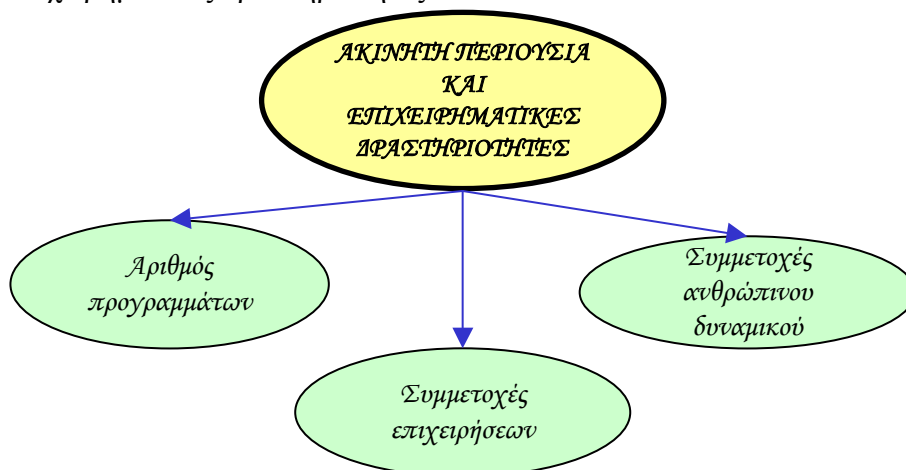 ΑΚΙΝΗΤΗ ΠΕΡΙΟΥΣΙΑ
ΚΑΙ
ΕΠΙΧΕΙΡΗΜΑΤΙΚΕΣ
ΔΡΑΣΤΗΡΙΟΤΗΤΕΣ
Αριθμός
προγραμμάτων
Συμμετοχές
ανθρώπινου
δυναμικού
Συμμετοχές
επιχειρήσεων